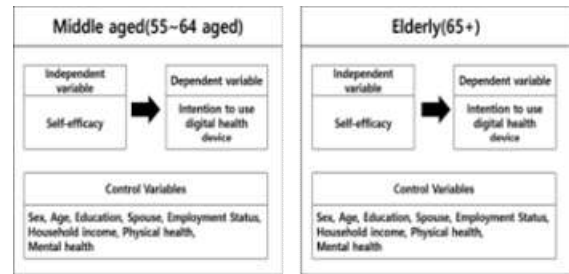 Middle aged(55~64 aged)
Independent
variable
Self-efficacy
Dependent variable
Intention to use
digital health
device
Control Variables
Sex, Age, Education, Spouse, Employment Status,
Household income, Physical health,
Mental health
Elderly(65+)
Independent
variable
Self-efficacy
Dependent variable
Intention to use
digital health
device
Control Variables
Sex, Age, Education, Spouse, Employment Status,
Household income, Physical health,
Mental health